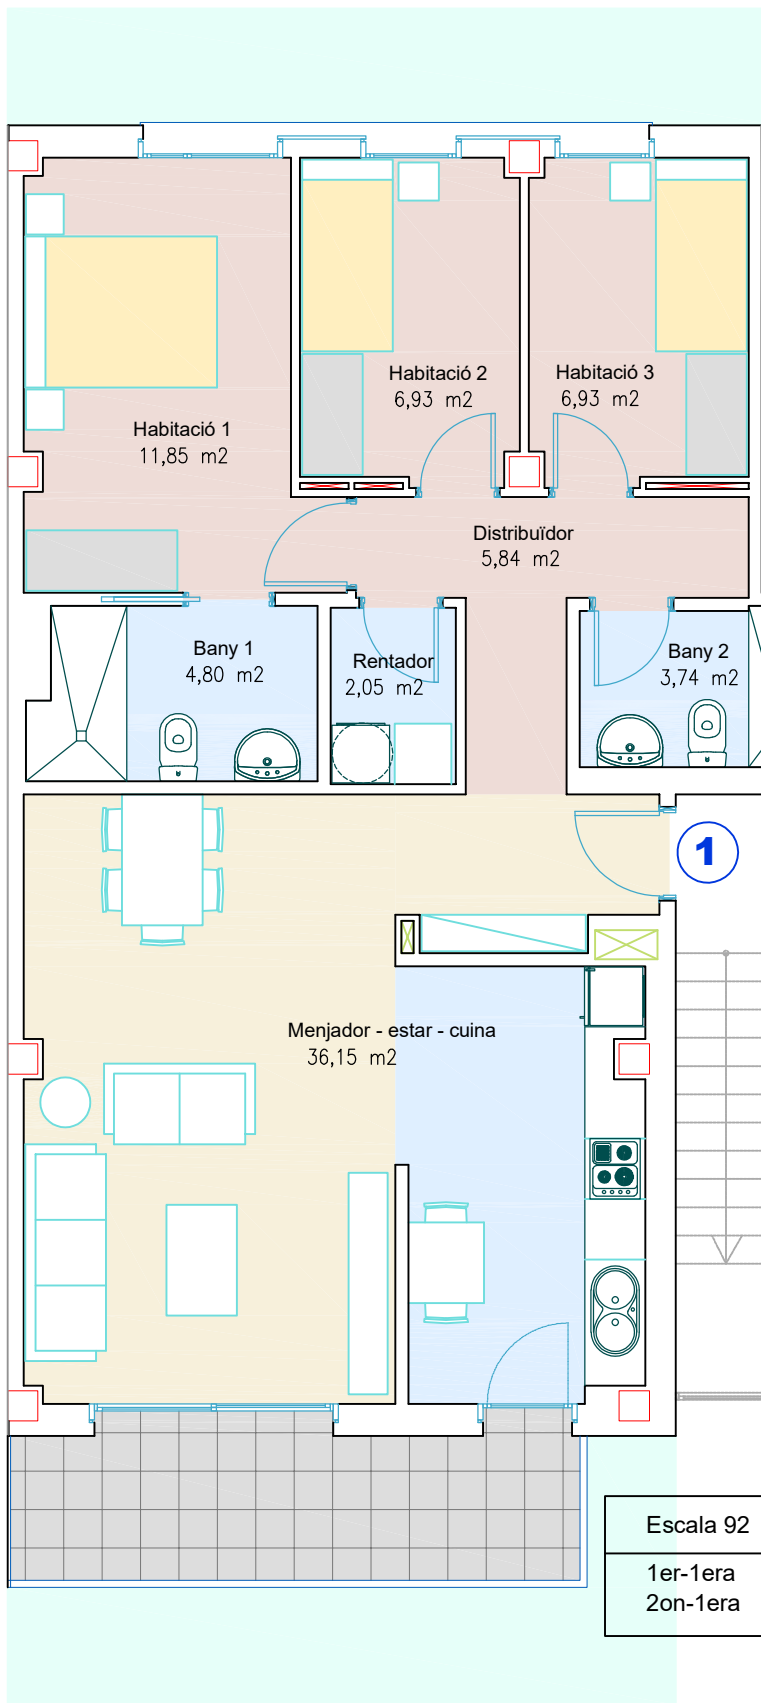 Habitació 2
6,93 m2
Habitació 3
6,93 m2
Habitació 1
11,85 m2
Distribuïdor
5,84 m2
Bany 1
4,80 m2
Rentador
2,05 m2
Bany 2
3,74 m2
1
Menjador - estar - cuina
36,15 m2
Escala 92
1er-1era
2on-1era